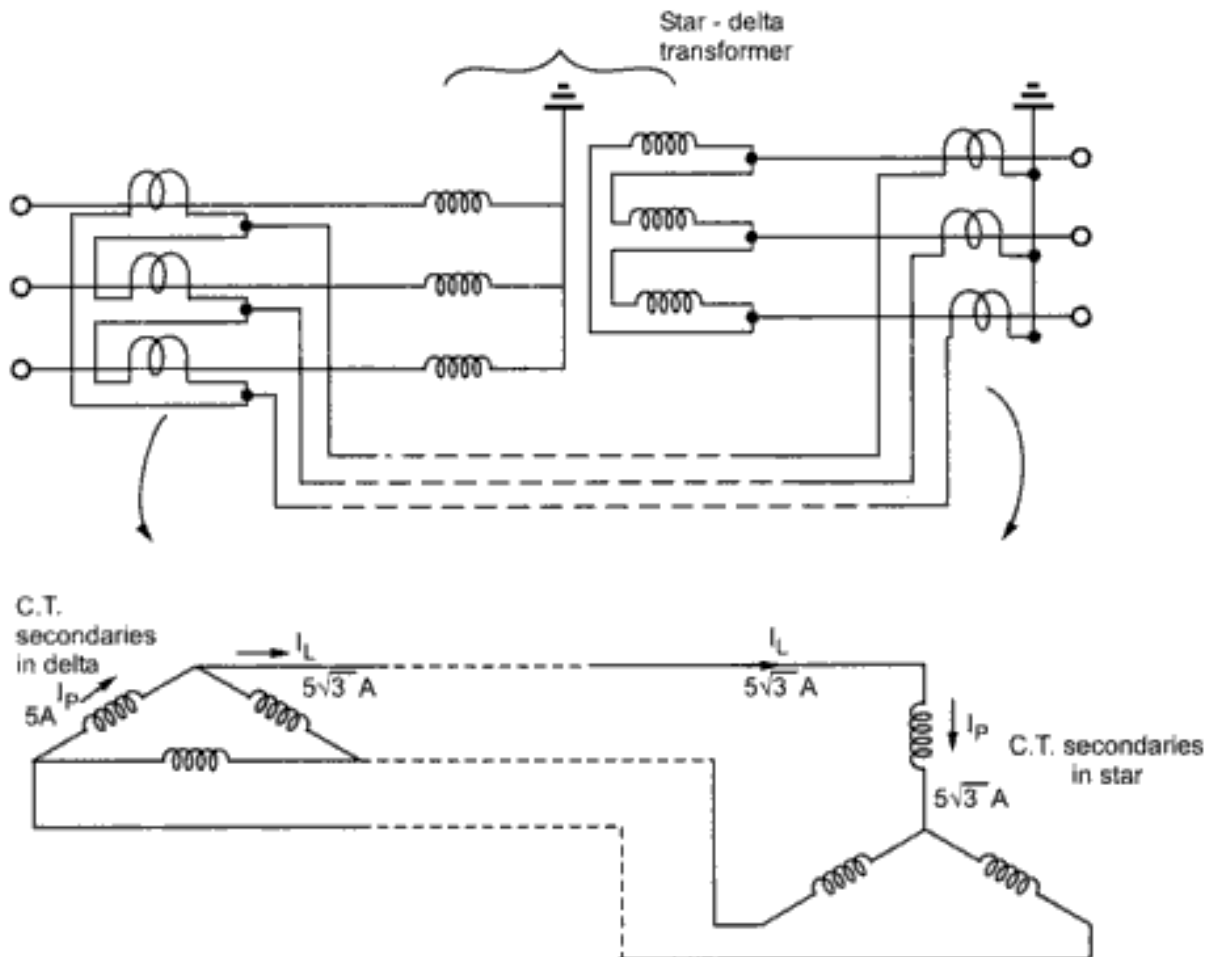 Star - delta
transformer
C.T.
secondaries
in delta
I_P
5A
I_L
5√3 A
I_L
5√3 A
I_P
5√3 A
C.T. secondaries
in star